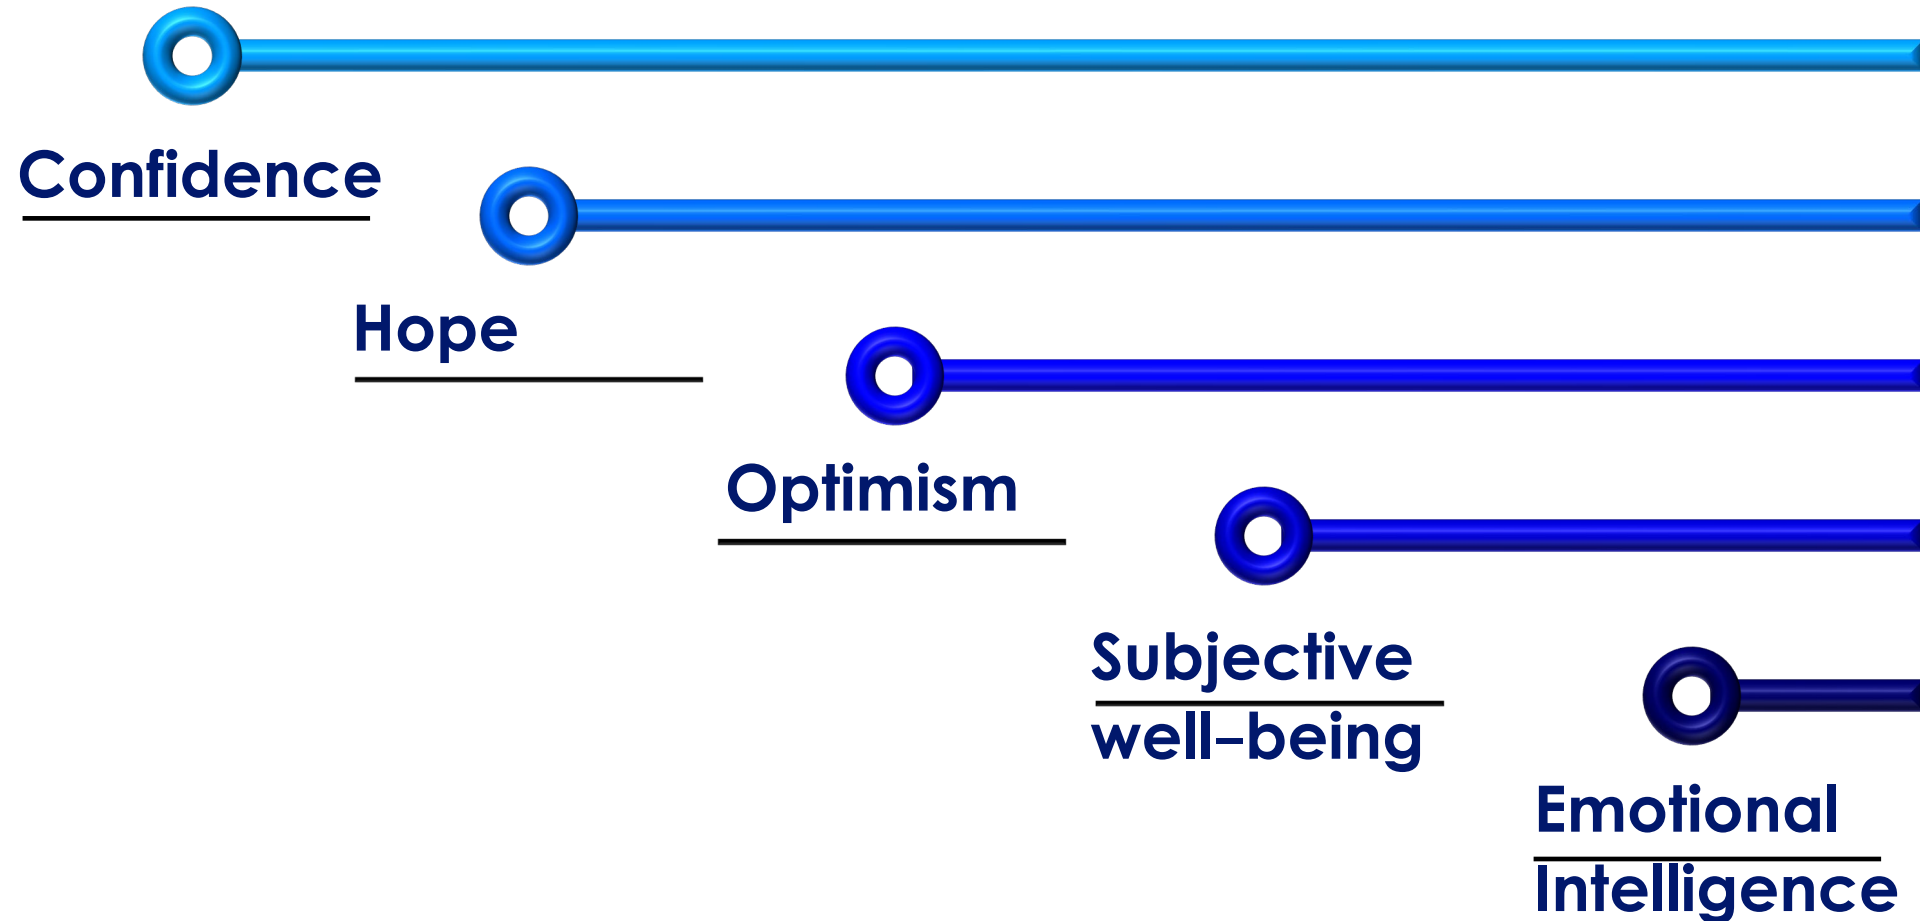 Confidence
Hope
Optimism
Subjective
well-being
Emotional
Intelligence